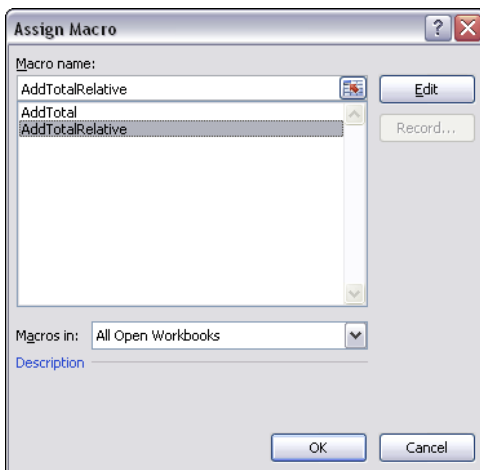 Assign Macro
Macro name:
AddTotalRelative
Edit
AddTotal
AddTotalRelative
Record...
Macros in: All Open Workbooks
Description
OK Cancel